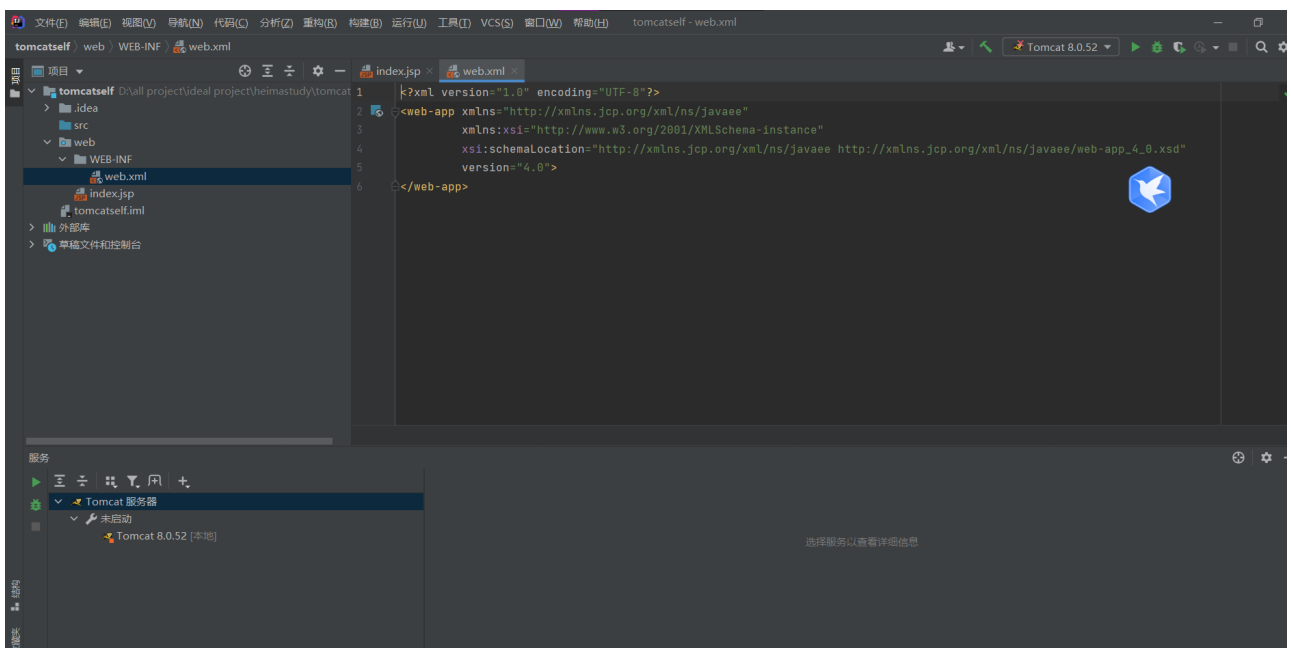 文件(F) 编辑(E) 视图(V) 导航(N) 代码(C) 分析(Z) 重构(R) 构建(B) 运行(U) 工具(T) VCS(S) 窗口(W) 帮助(H) tomcatself - web.xml
tomcatself 〉 web 〉 WEB-INF 〉 web.xml
Tomcat 8.0.52
项目
项目
index.jsp
web.xml
tomcatself D:\all project\ideal project\heimastudy\tomcat
.idea
src
web
WEB-INF
web.xml
index.jsp
tomcatself.iml
外部库
草稿文件和控制台
1 <?xml version="1.0" encoding="UTF-8"?>
2 <web-app xmlns="http://xmlns.jcp.org/xml/ns/javaee"
3 xmlns:xsi="http://www.w3.org/2001/XMLSchema-instance"
4 xsi:schemaLocation="http://xmlns.jcp.org/xml/ns/javaee http://xmlns.jcp.org/xml/ns/javaee/web-app_4_0.xsd"
5 version="4.0">
6 </web-app>
服务
Tomcat 服务器
未启动
Tomcat 8.0.52 [本地]
选择服务以查看详细信息
结构